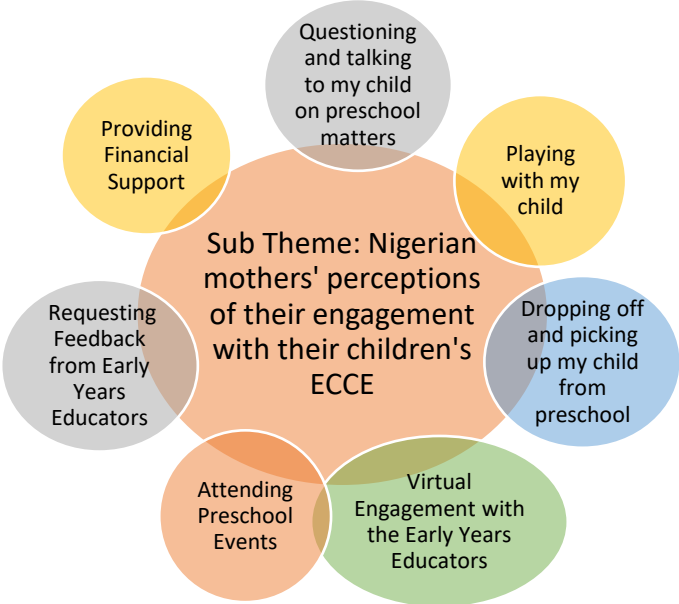 Questioning
and talking
to my child
on preschool
matters
Providing
Financial
Support
Playing
with my
child
Sub Theme: Nigerian
mothers' perceptions
of their engagement
with their children's
ECCE
Requesting
Feedback
from Early
Years
Educators
Dropping off
and picking
up my child
from
preschool
Attending
Preschool
Events
Virtual
Engagement with
the Early Years
Educators